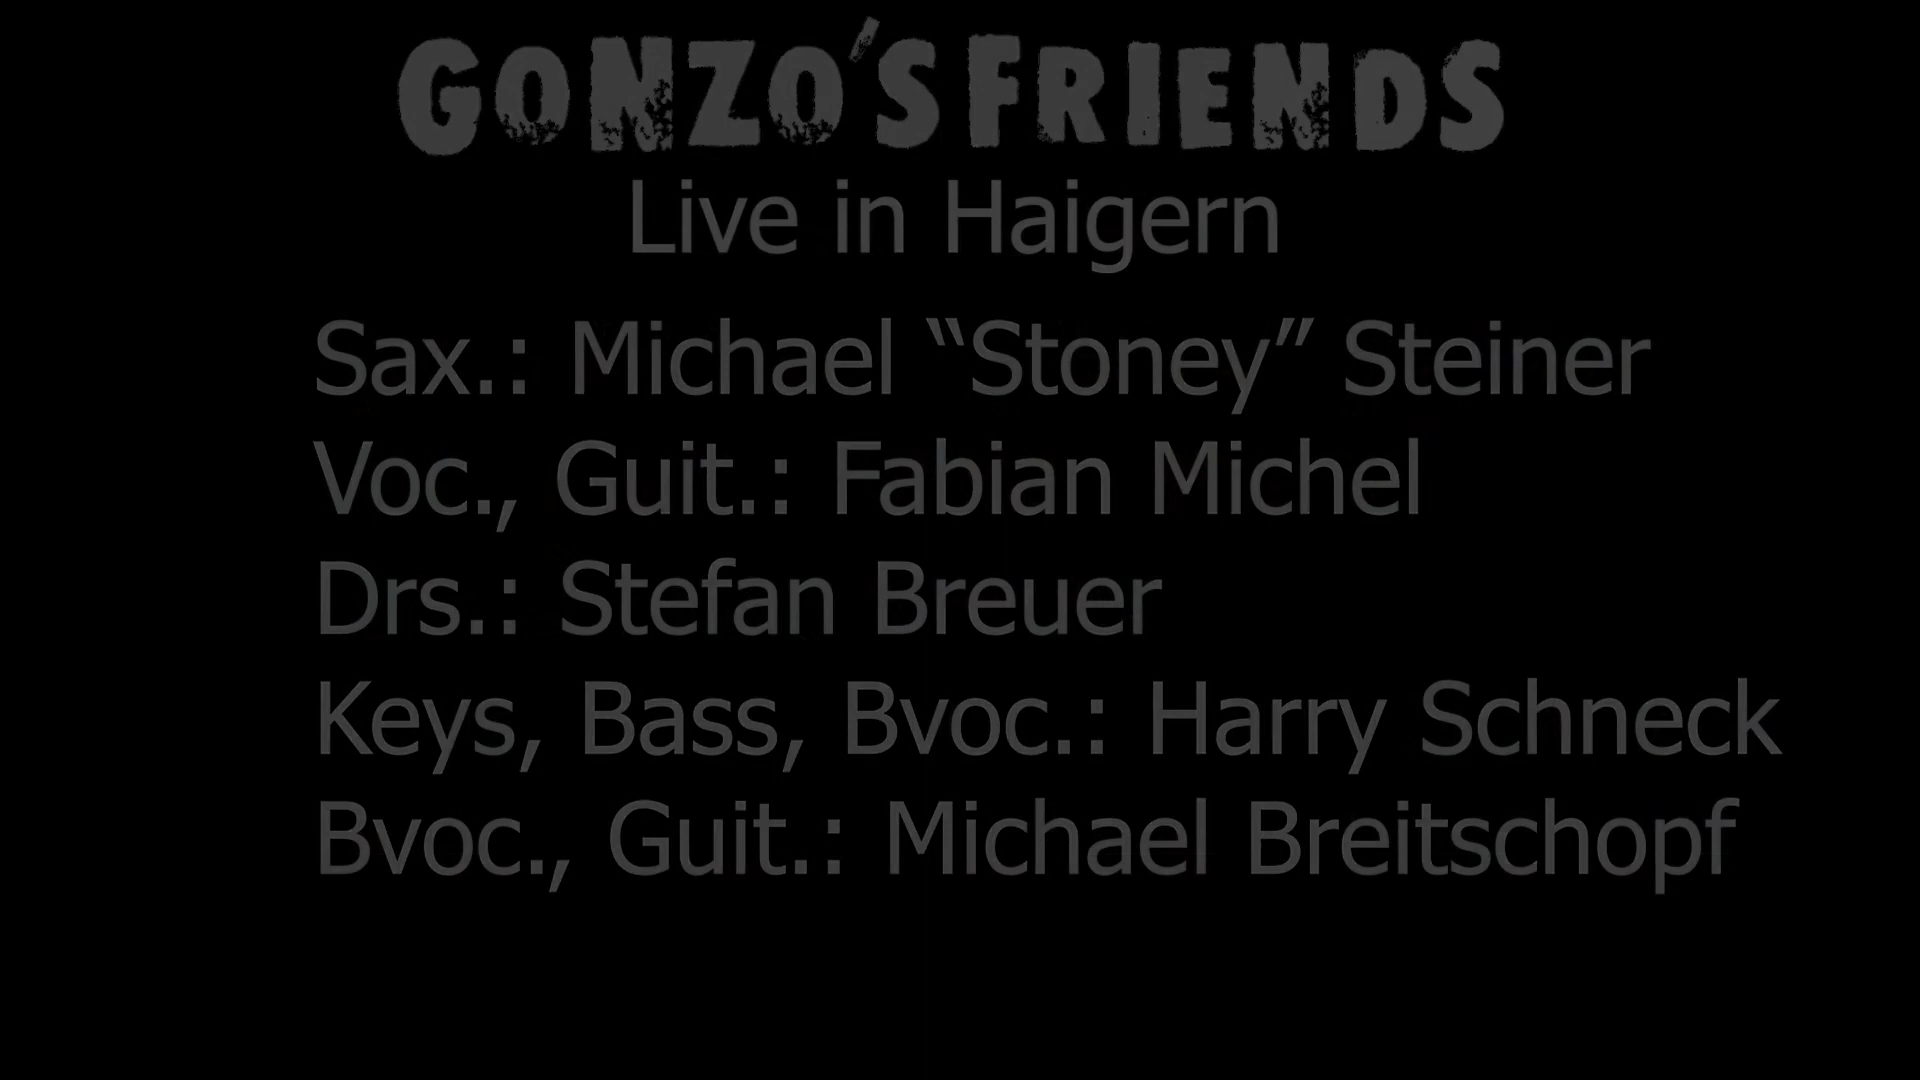 GONZO'S FRIENDS
Live in Haigern
Sax.: Michael “Stoney” Steiner
Voc., Guit.: Fabian Michel
Drs.: Stefan Breuer
Keys, Bass, Bvoc.: Harry Schneck
Bvoc., Guit.: Michael Breitschopf